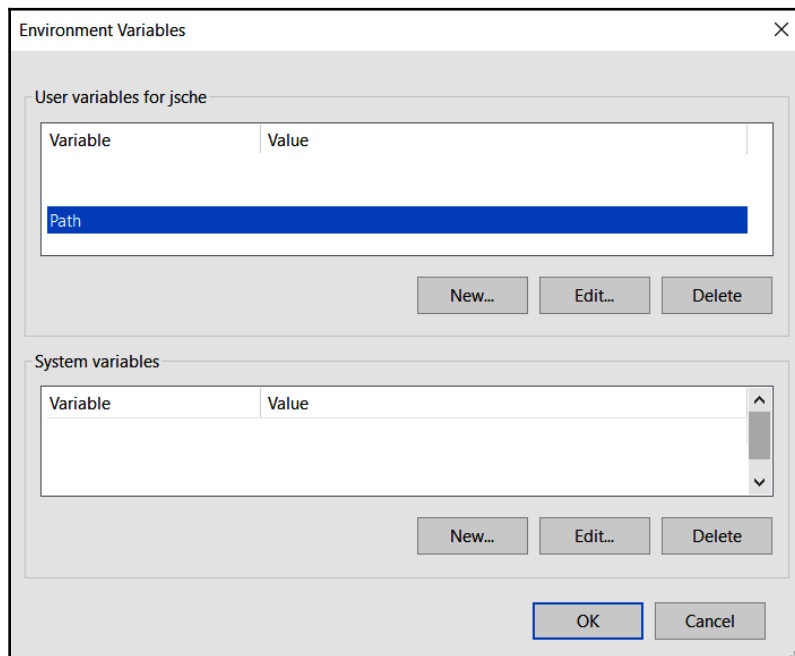 Environment Variables
User variables for jsche
Variable Value
Path
New... Edit... Delete
System variables
Variable Value
New... Edit... Delete
OK Cancel